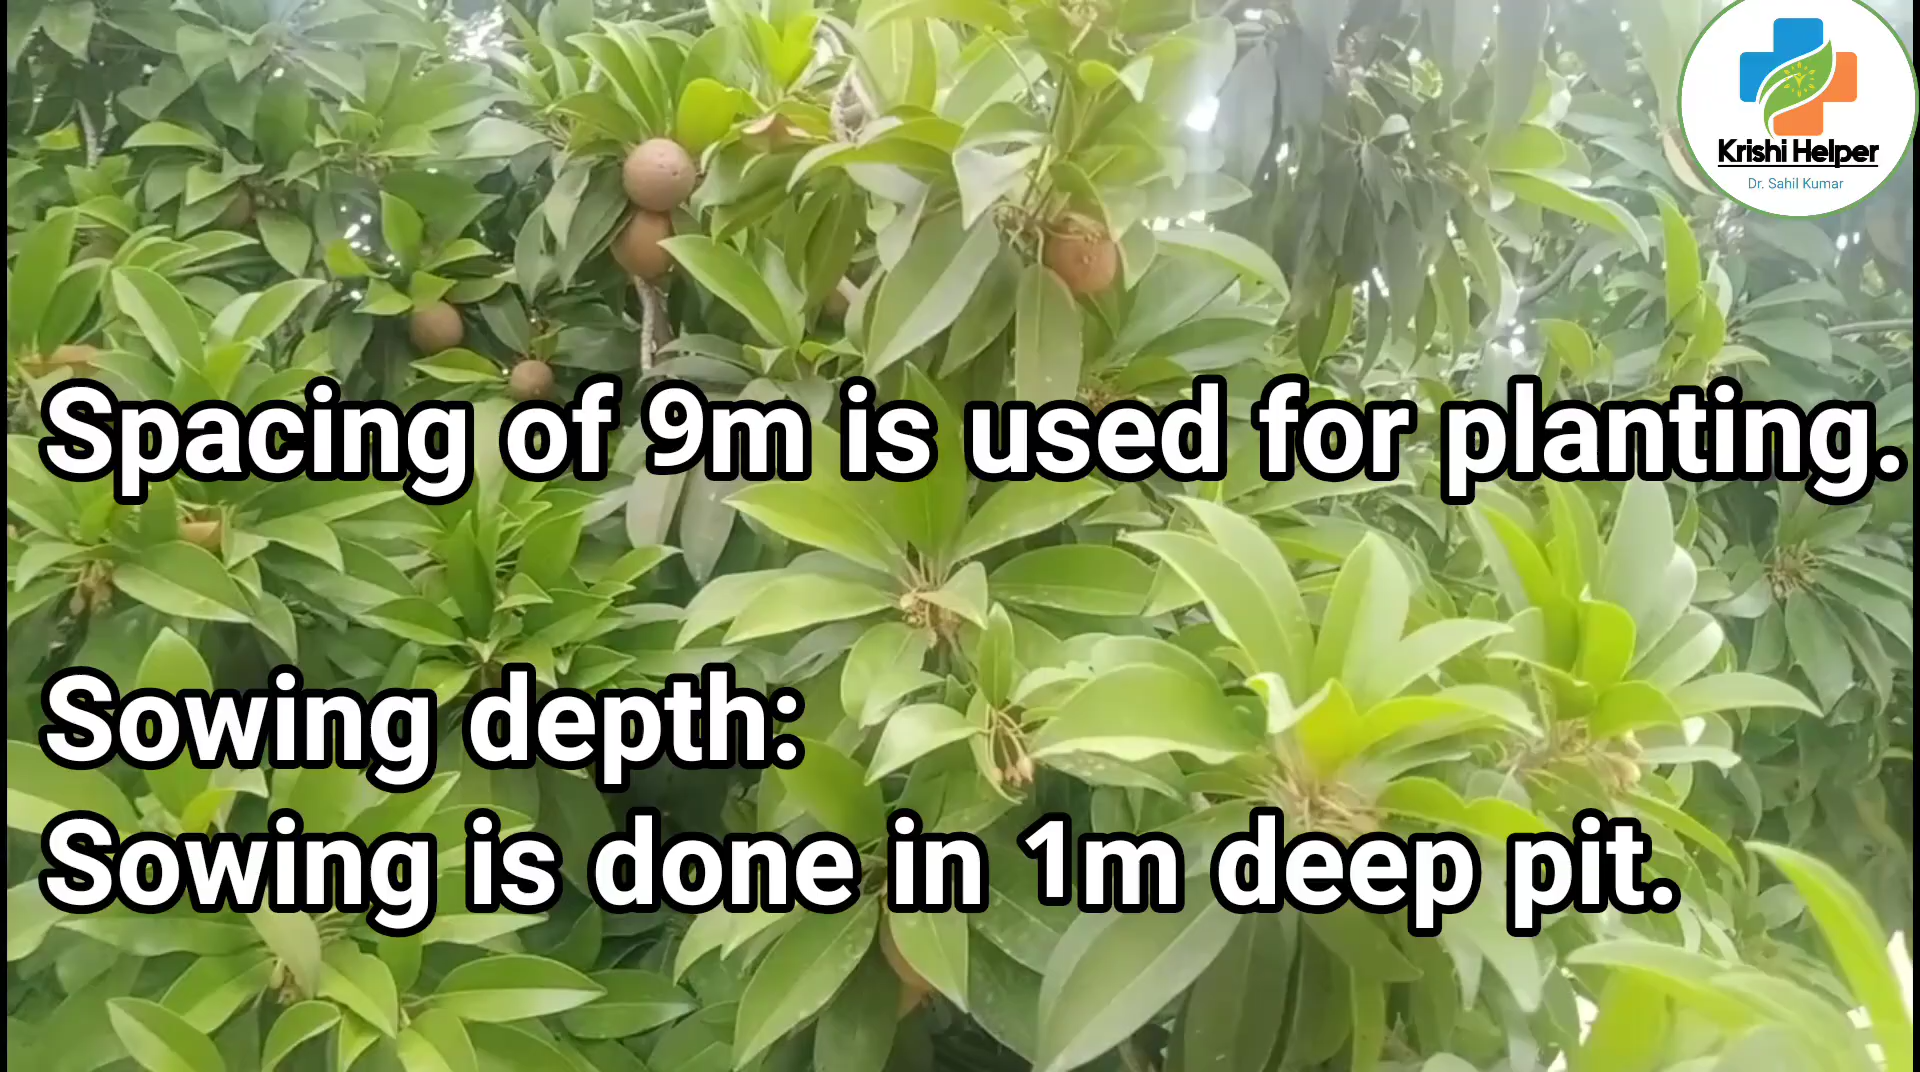 Krishi Helper
Dr. Sahil Kumar
Spacing of 9m is used for planting.
Sowing depth:
Sowing is done in 1m deep pit.